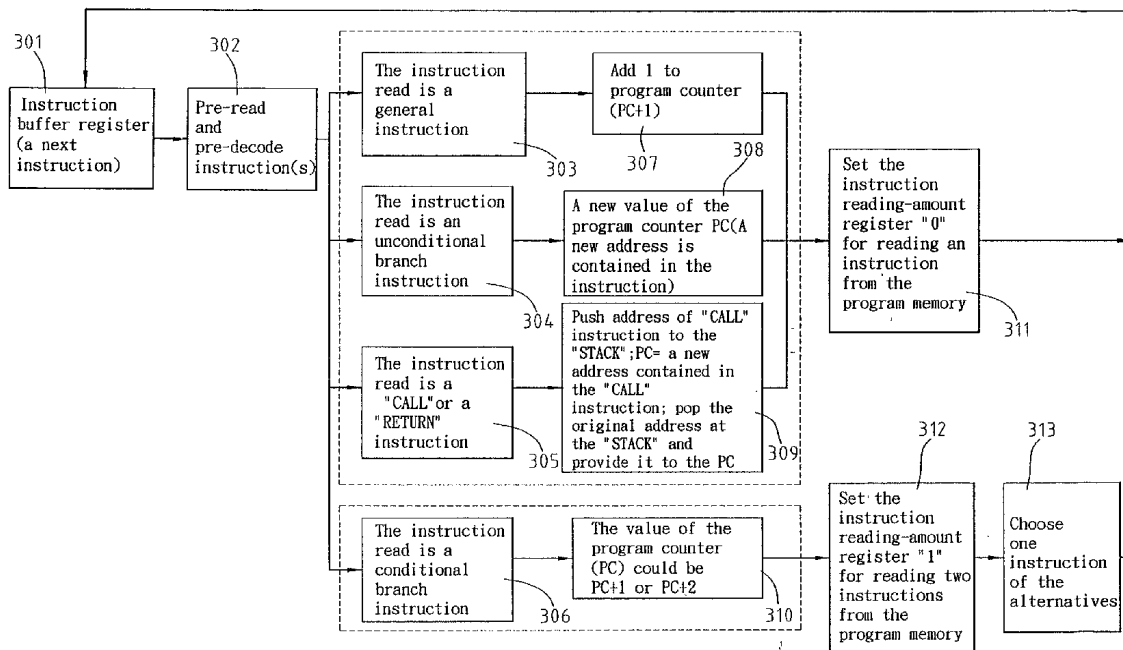 301
Instruction
buffer register
(a next
instruction)
302
Pre-read
and
pre-decode
instruction(s)
The instruction
read is a
general
instruction
303
Add 1 to
program counter
(PC+1)
307
The instruction
read is an
unconditional
branch
instruction
304
308
A new value of the
program counter PC(A
new address is
contained in the
instruction)
The instruction
read is a
"CALL"or a
"RETURN"
instruction
305
Push address of "CALL"
instruction to the
"STACK";PC= a new
address contained in
the "CALL"
instruction; pop the
original address at
the "STACK" and
provide it to the PC
309
Set the
instruction
reading-amount
register "0"
for reading an
instruction
from the
program memory
311
The instruction
read is a
conditional
branch
instruction
306
The value of the
program counter
(PC) could be
PC+1 or PC+2
310
312
Set the
instruction
reading-amount
register "1"
for reading two
instructions
from the
program memory
313
Choose
one
instruction
of the
alternatives